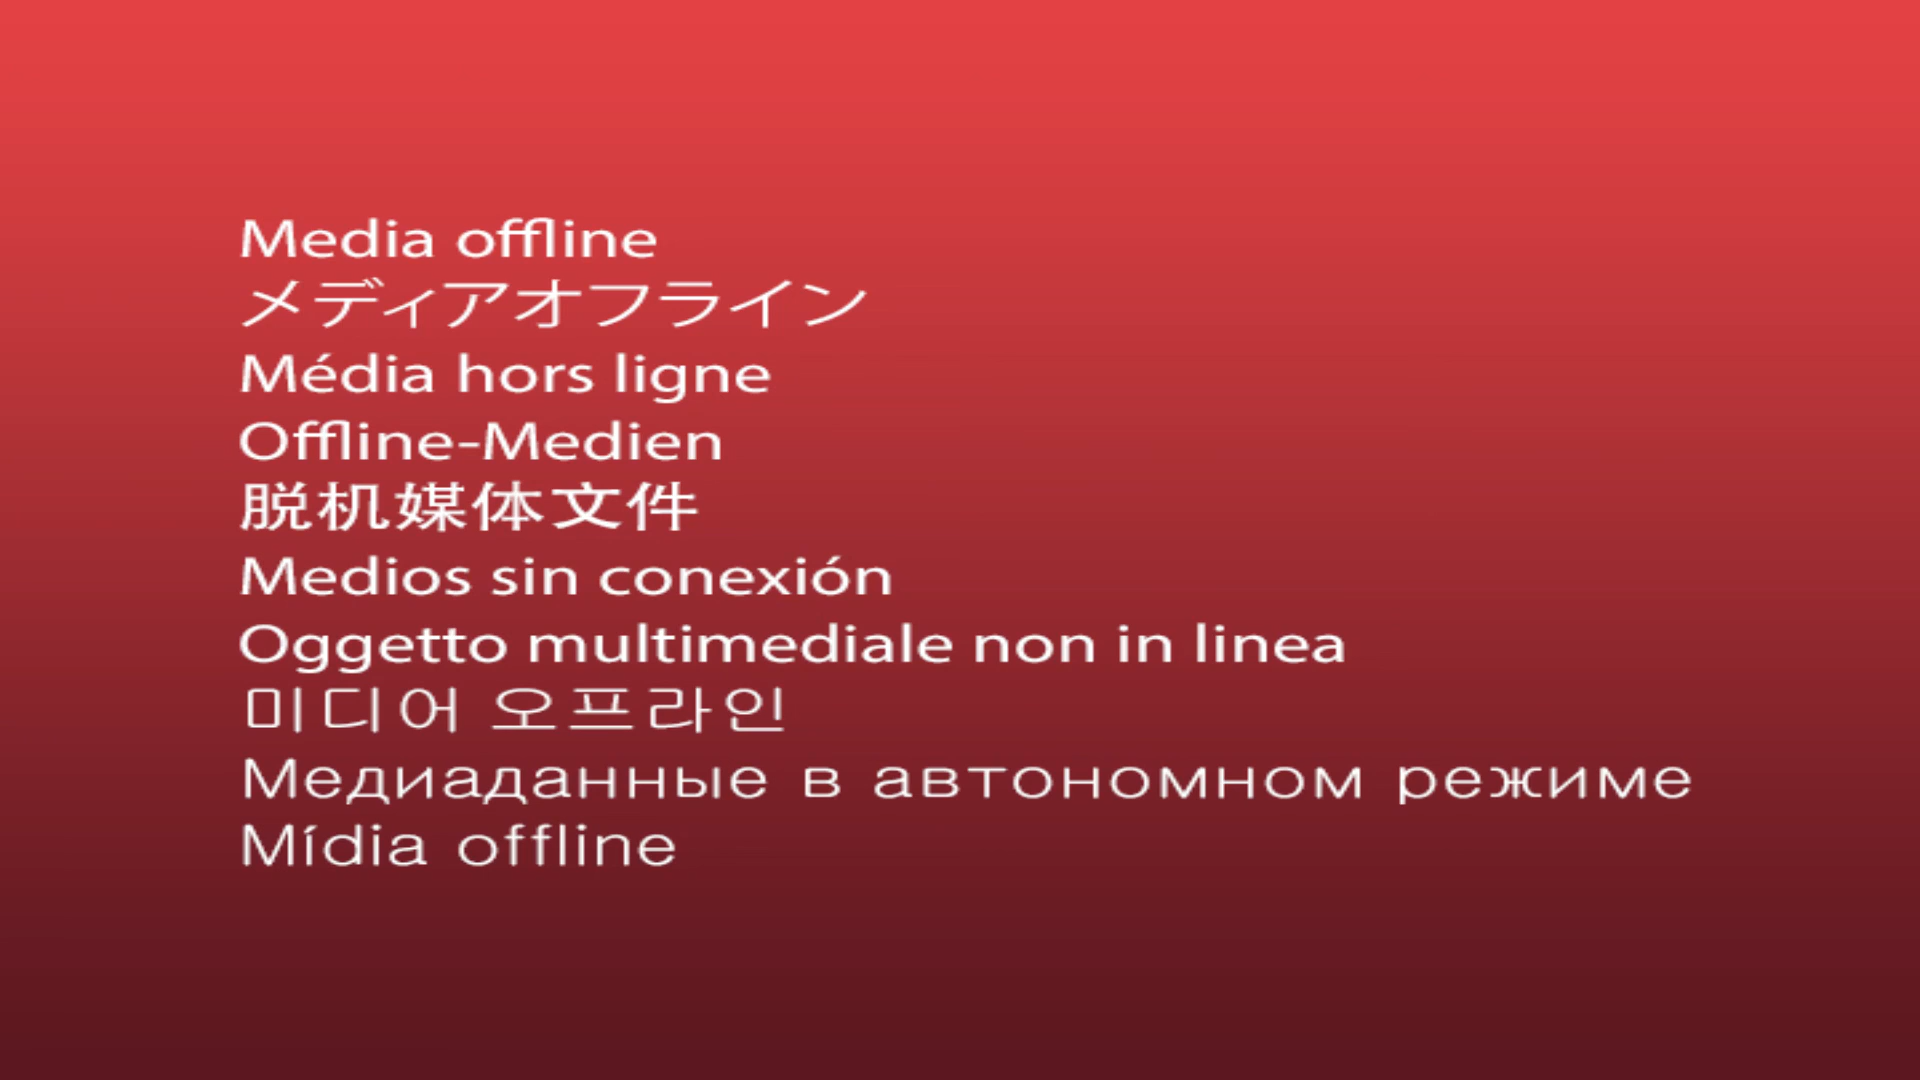 Media offline
メディアオフライン
Média hors ligne
Offline-Medien
脱机媒体文件
Medios sin conexión
Oggetto multimediale non in linea
미디어 오프라인
Медиаданные в автономном режиме
Mídia offline